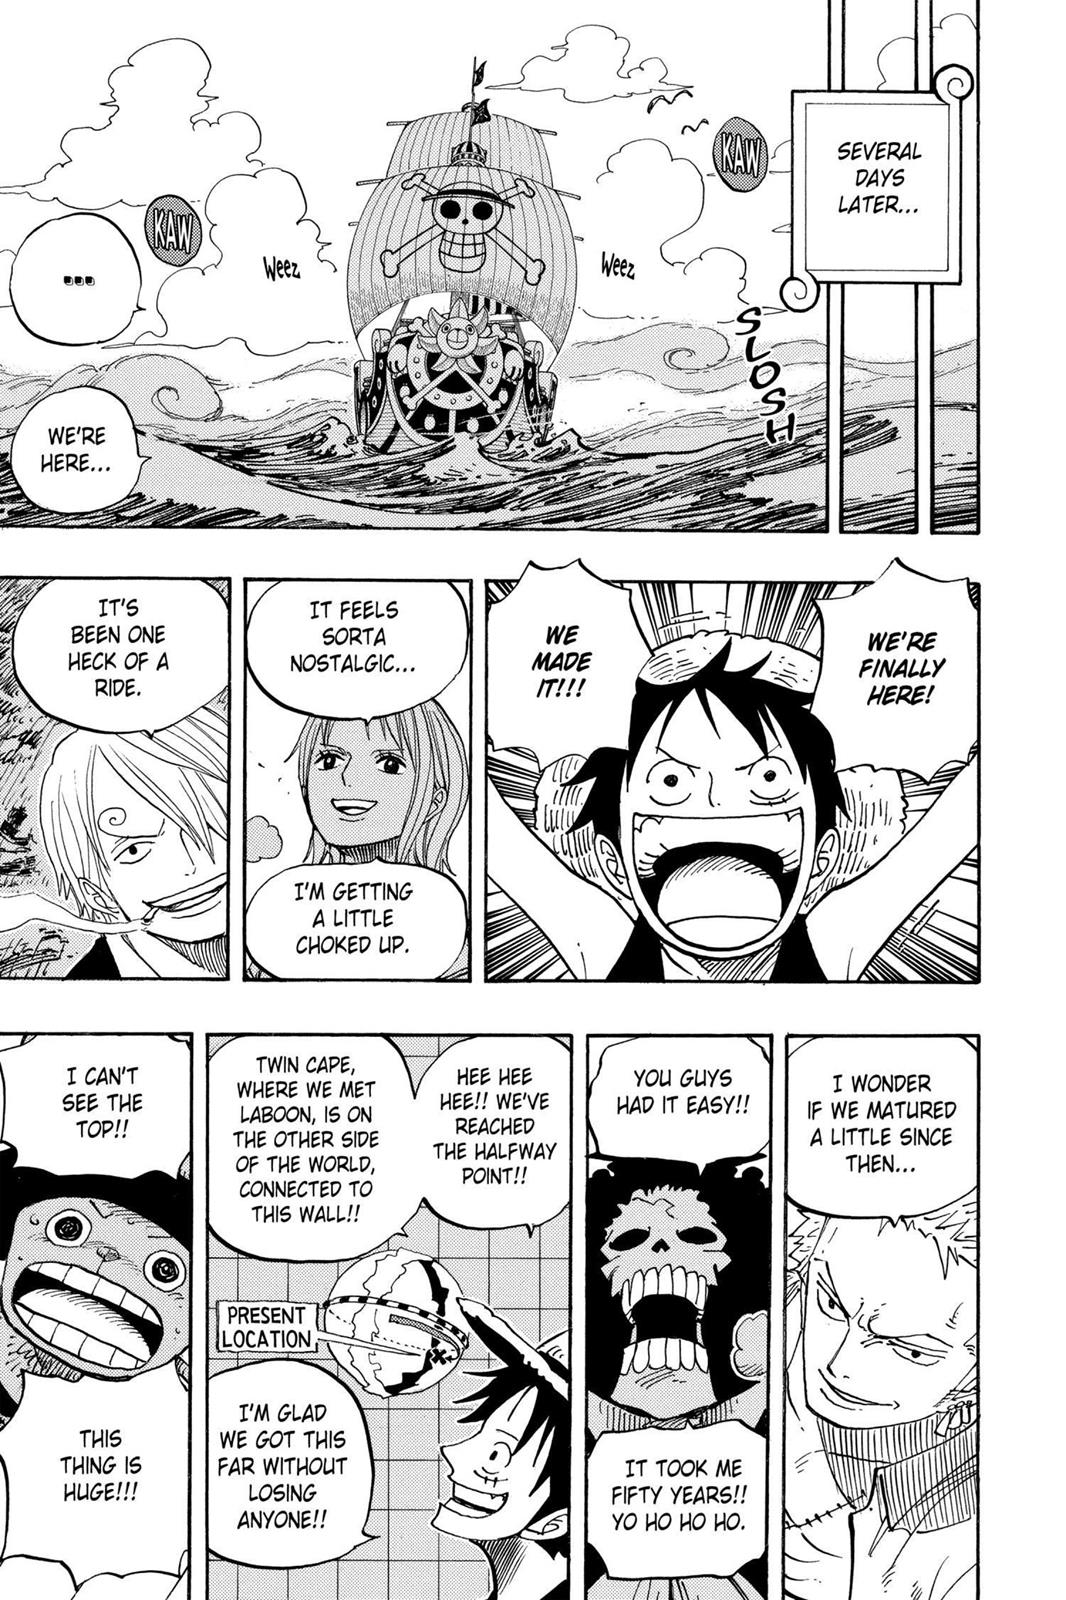 SEVERAL
DAYS
LATER...
KAW
KAW
Weez
Weez
SLOSH
...
WE'RE
HERE...
WE'RE
FINALLY
HERE!
WE
MADE
IT!!!
IT FEELS
SORTA
NOSTALGIC...
I'M GETTING
A LITTLE
CHOKED UP.
IT'S
BEEN ONE
HECK OF A
RIDE.
I WONDER
IF WE MATURED
A LITTLE SINCE
THEN...
YOU GUYS
HAD IT EASY!!
IT TOOK ME
FIFTY YEARS!!
YO HO HO HO.
HEE HEE
HEE!! WE'VE
REACHED
THE HALFWAY
POINT!!
TWIN CAPE,
WHERE WE MET
LABOON, IS ON
THE OTHER SIDE
OF THE WORLD,
CONNECTED TO
THIS WALL!!
PRESENT
LOCATION
I'M GLAD
WE GOT THIS
FAR WITHOUT
LOSING
ANYONE!!
I CAN'T
SEE THE
TOP!!
THIS
THING IS
HUGE!!!